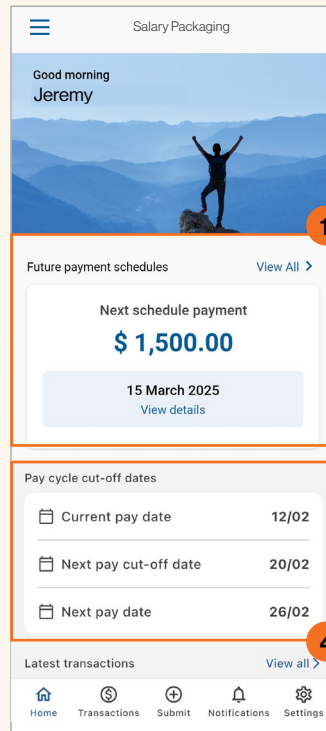 Salary Packaging
Good morning
Jeremy
1
Future payment schedules View All >
Next schedule payment
$ 1,500.00
15 March 2025
View details
Pay cycle cut-off dates
Current pay date 12/02
Next pay cut-off date 20/02
Next pay date 26/02
Latest transactions View all >
Home Transactions Submit Notifications Settings